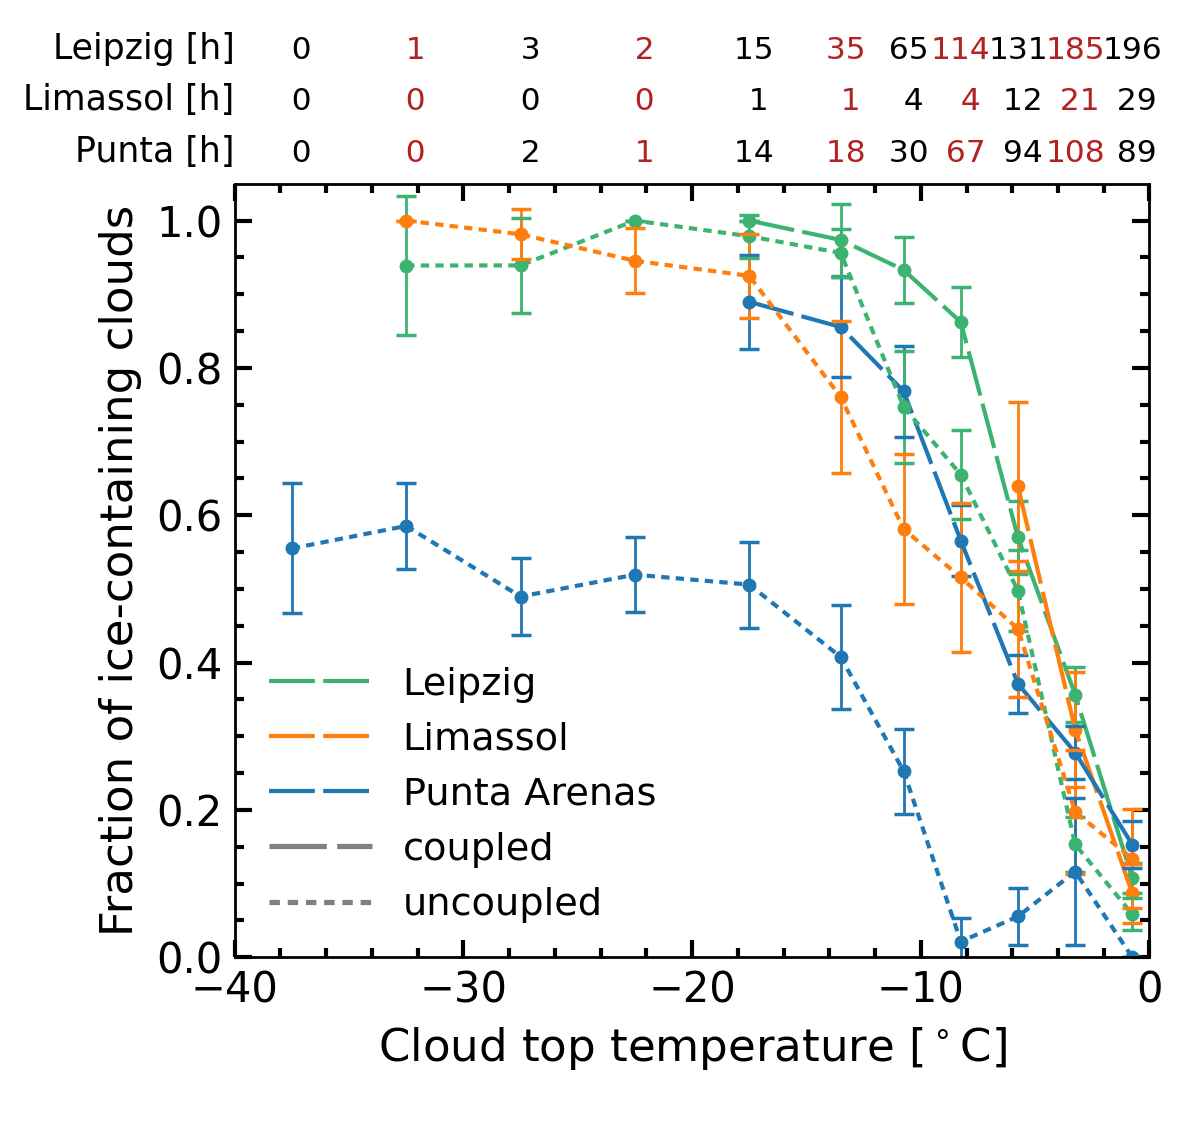 Leipzig [h] 0 1 3 2 15 35 65 114 131 185 196
Limassol [h] 0 0 0 0 1 1 4 4 12 21 29
Punta [h] 0 0 2 1 14 18 30 67 94 108 89
Fraction of ice-containing clouds
1.0
0.8
0.6
0.4
0.2
0.0
Leipzig
Limassol
Punta Arenas
coupled
uncoupled
−40 −30 −20 −10 0
Cloud top temperature [°C]